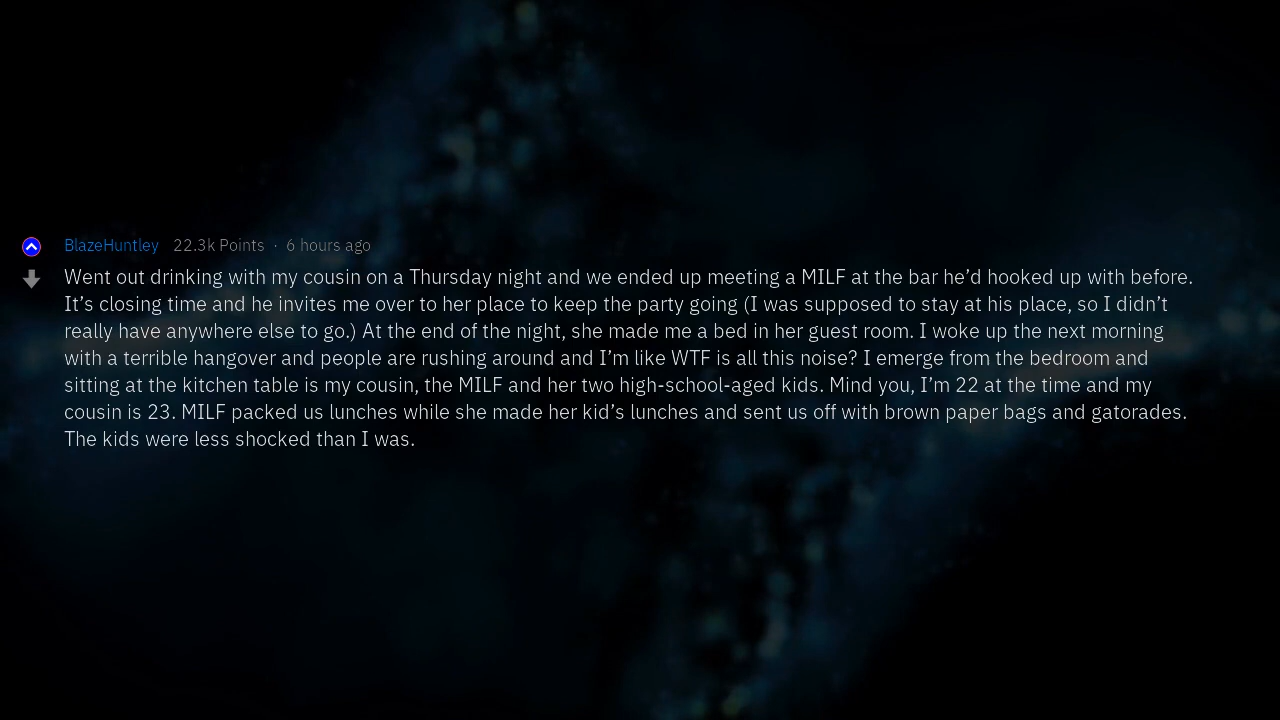 BlazeHuntley 22.3k Points · 6 hours ago
Went out drinking with my cousin on a Thursday night and we ended up meeting a MILF at the bar he’d hooked up with before.
It’s closing time and he invites me over to her place to keep the party going (I was supposed to stay at his place, so I didn’t
really have anywhere else to go.) At the end of the night, she made me a bed in her guest room. I woke up the next morning
with a terrible hangover and people are rushing around and I’m like WTF is all this noise? I emerge from the bedroom and
sitting at the kitchen table is my cousin, the MILF and her two high-school-aged kids. Mind you, I’m 22 at the time and my
cousin is 23. MILF packed us lunches while she made her kid’s lunches and sent us off with brown paper bags and gatorades.
The kids were less shocked than I was.